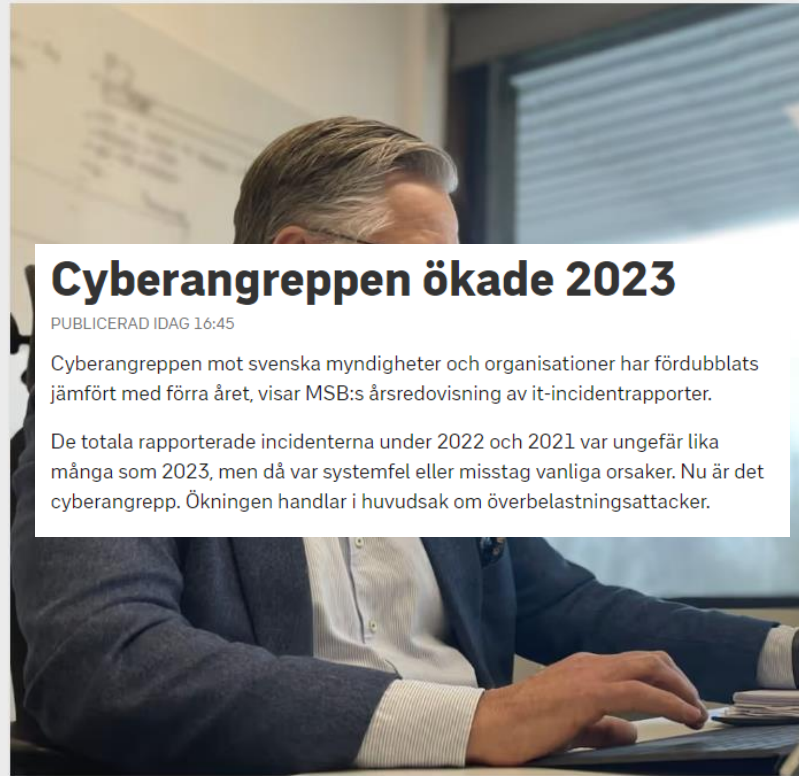 Cyberangreppen ökade 2023
PUBLICERAD IDAG 16:45
Cyberangreppen mot svenska myndigheter och organisationer har fördubblats
jämfört med förra året, visar MSB:s årsredovisning av it-incidentrapporter.
De totala rapporterade incidenterna under 2022 och 2021 var ungefär lika
många som 2023, men då var systemfel eller misstag vanliga orsaker. Nu är det
cyberangrepp. Ökningen handlar i huvudsak om överbelastningsattacker.